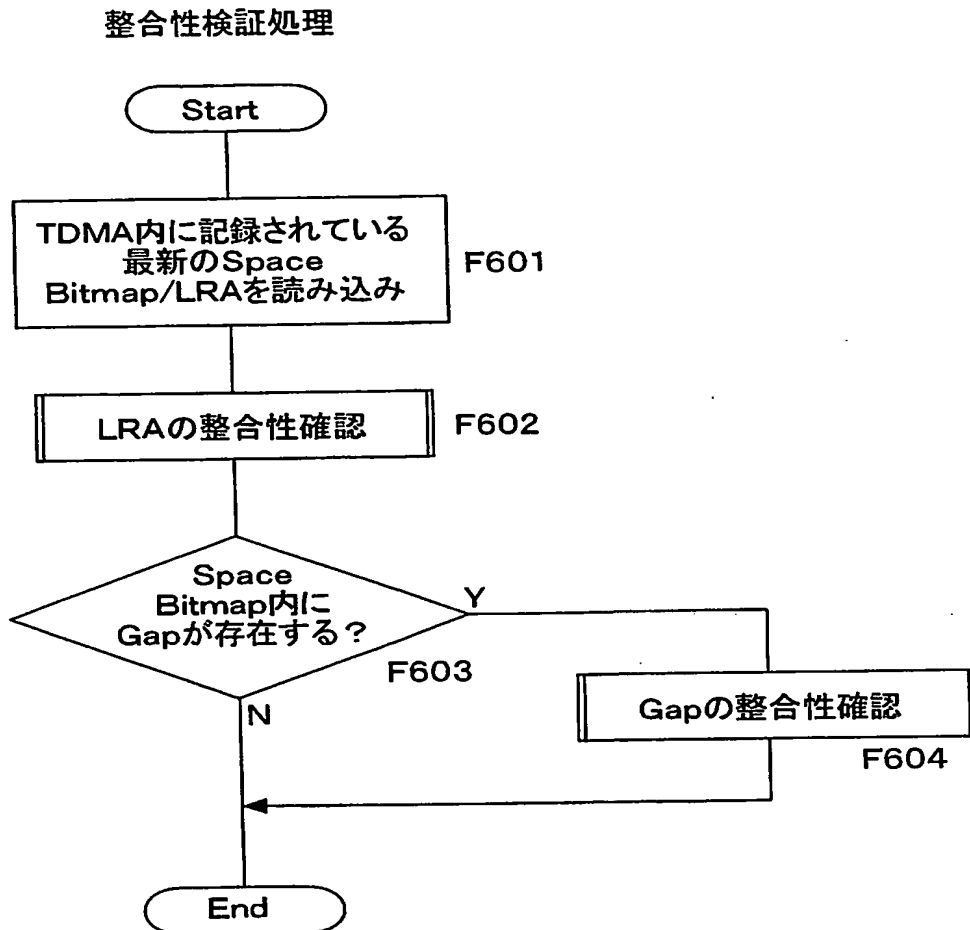 整合性検証処理
Start
TDMA内に記録されている
最新のSpace
Bitmap/LRAを読み込み
F601
LRAの整合性確認
F602
Space
Bitmap内に
Gapが存在する?
Y
F603
N
Gapの整合性確認
F604
End